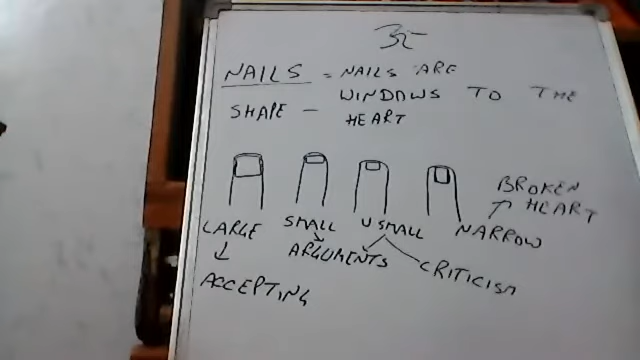 NAILS = NAILS ARE
SHAPE - WINDOWS TO THE
HEART
BROKEN
HEART
LARGE SMALL U SMALL NARROW
ARGUMENTS CRITICISM
ACCEPTING